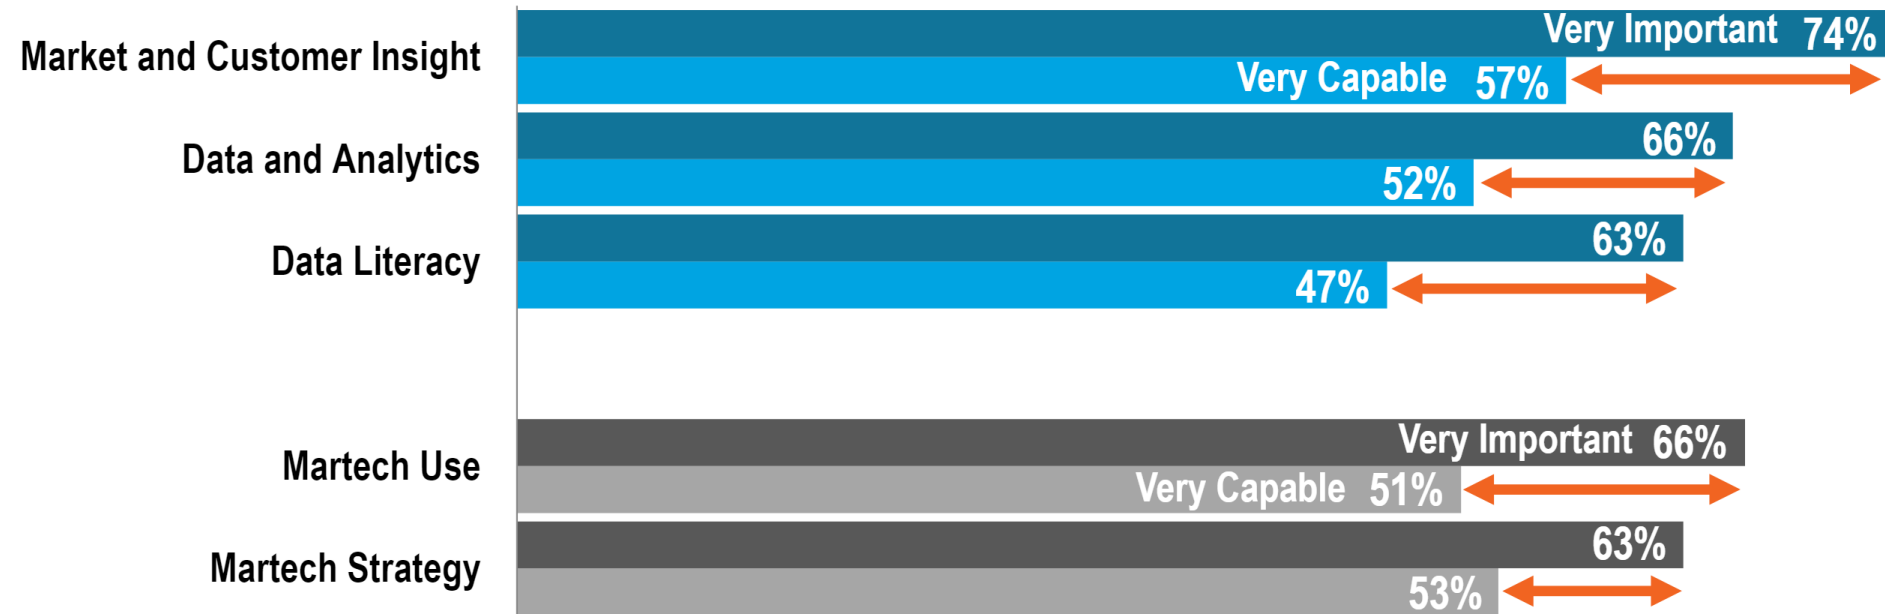 Market and Customer Insight
Very Important 74%
Very Capable 57%
Data and Analytics
66%
52%
Data Literacy
63%
47%
Martech Use
Very Important 66%
Very Capable 51%
Martech Strategy
63%
53%